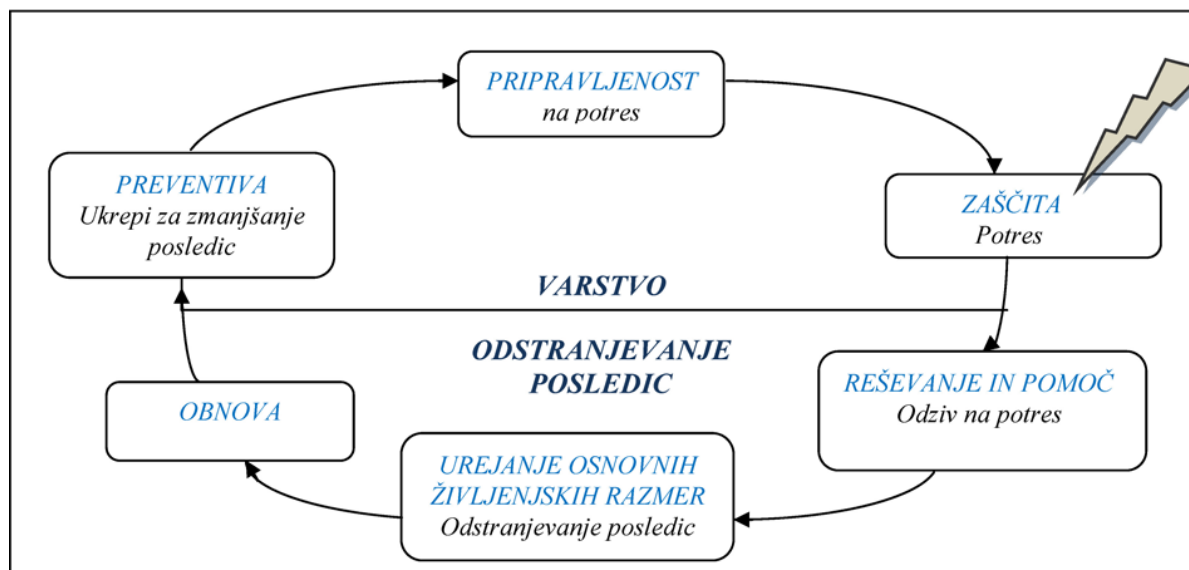 PRIPRAVLJENOST
na potres
PREVENTIVA
Ukrepi za zmanjšanje
posledic
ZAŠČITA
Potres
VARSTVO
ODSTRANJEVANJE
POSLEDIC
REŠEVANJE IN POMOČ
Odziv na potres
OBNOVA
UREJANJE OSNOVNIH
ŽIVLJENJSKIH RAZMER
Odstranjevanje posledic